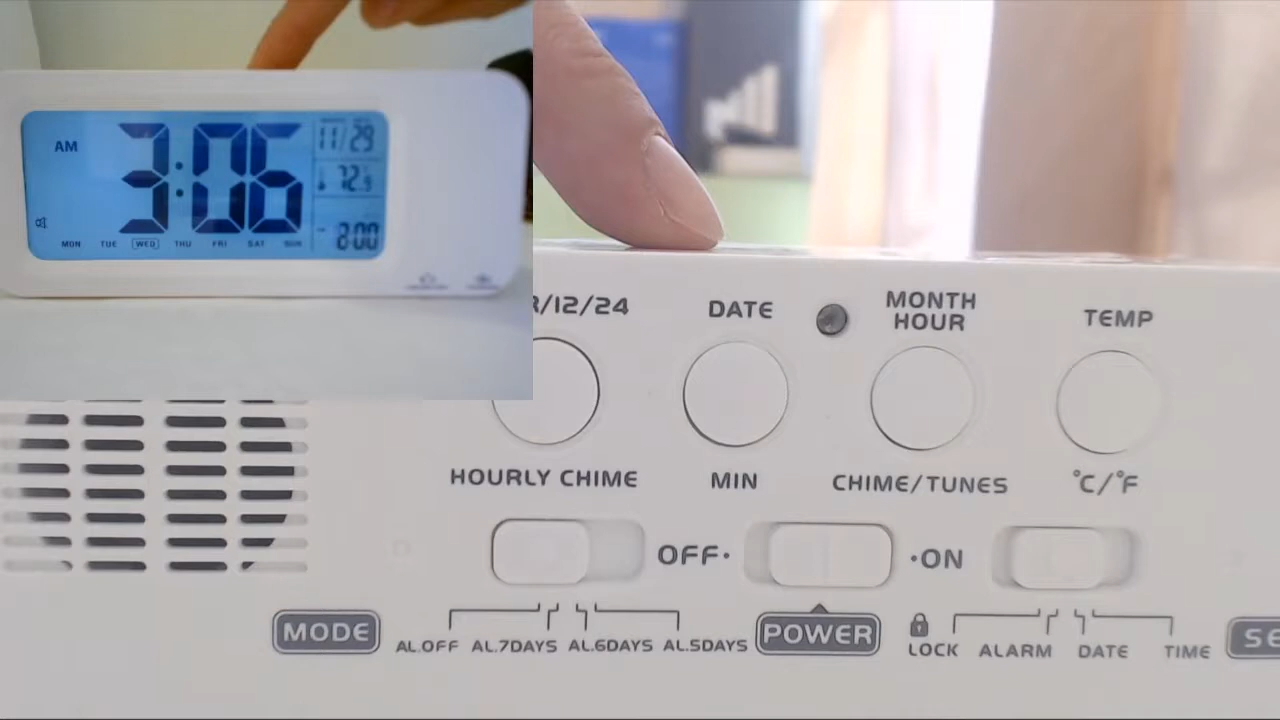 AM
3:06
11/29
72.9
8:00
MON TUE WED THU FRI SAT SUN
R/12/24
DATE
MONTH
HOUR
TEMP
HOURLY CHIME
MIN
CHIME/TUNES
°C/°F
OFF·
·ON
MODE
AL.OFF AL.7DAYS AL.6DAYS AL.5DAYS
POWER
LOCK
ALARM
DATE
TIME
SE